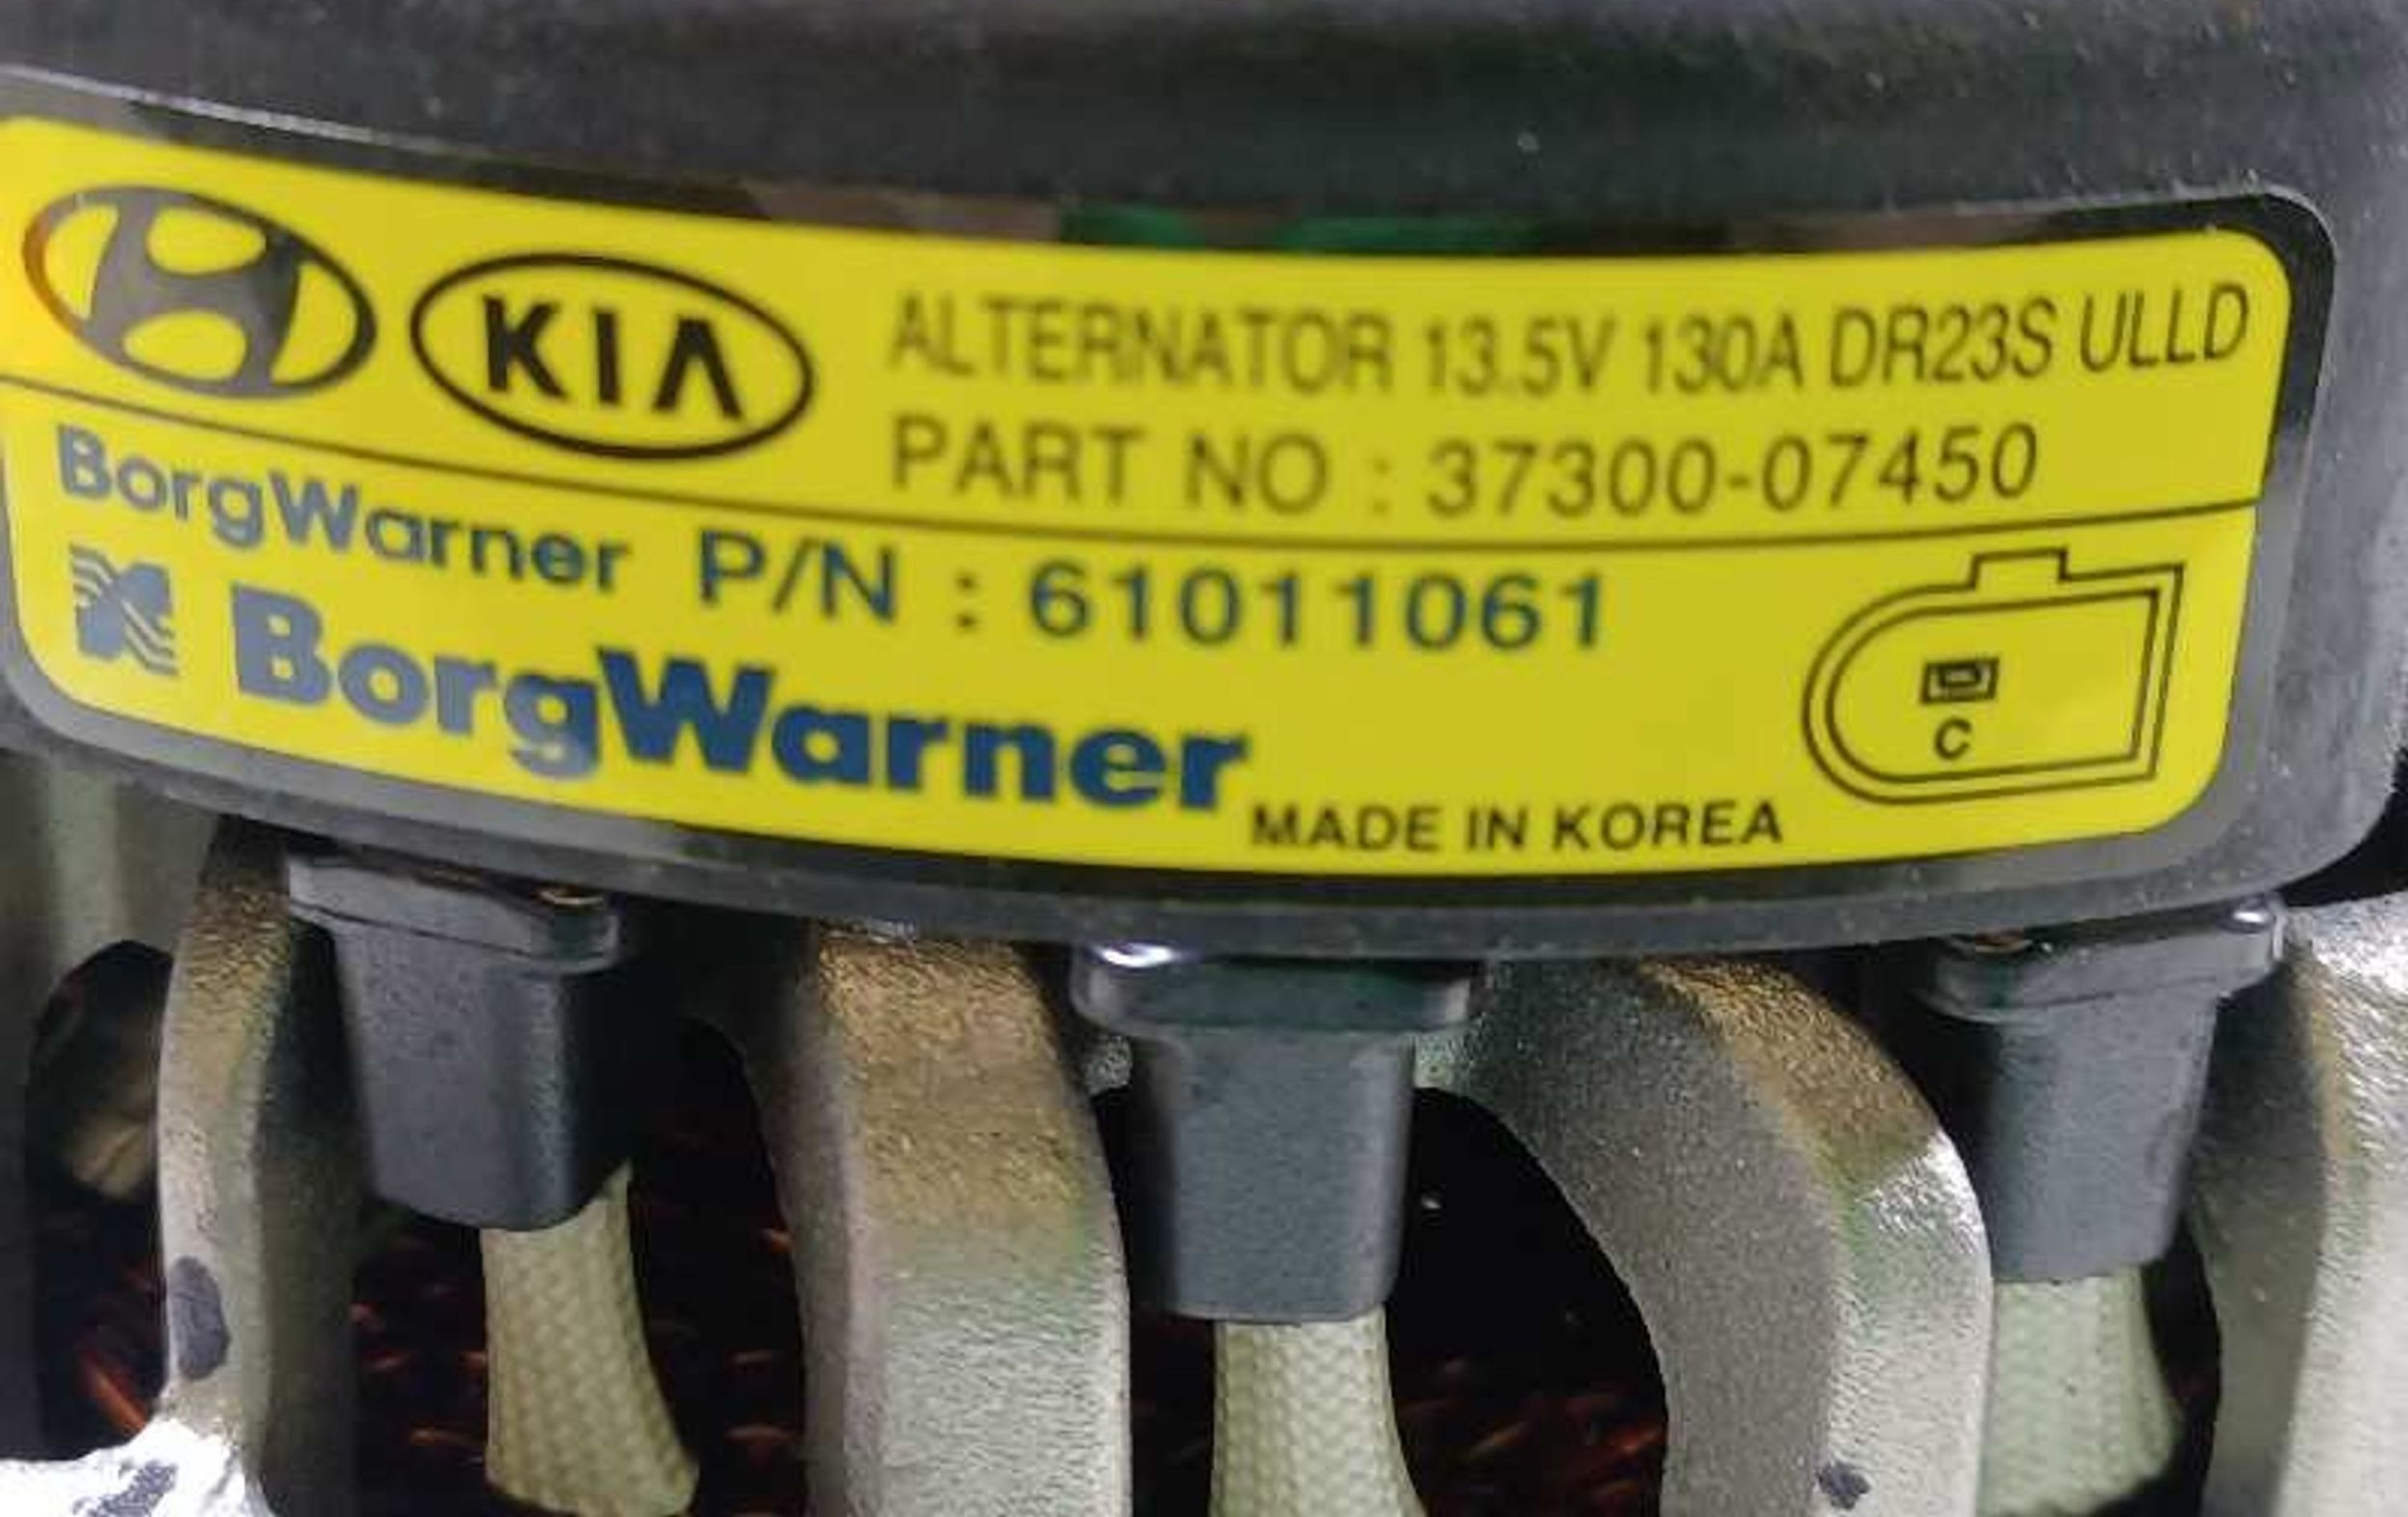 KIA
ALTERNATOR 13.5V 130A DR23S ULLD
PART NO : 37300-07450
BorgWarner P/N : 61011061
BorgWarner
MADE IN KOREA
C